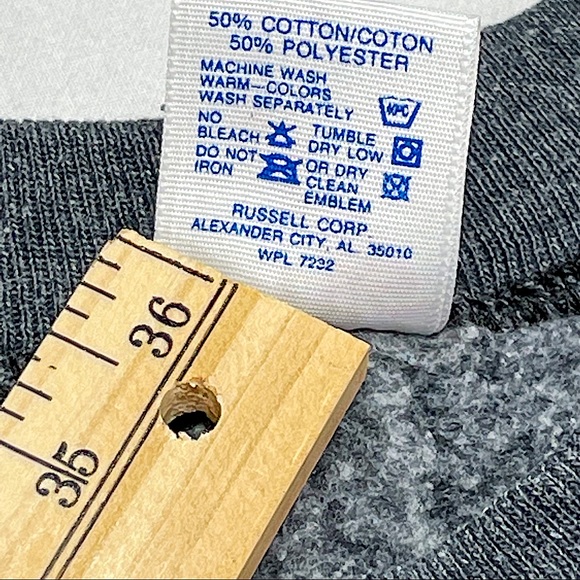 50% COTTON/COTON
50% POLYESTER
MACHINE WASH
WARM-COLORS
WASH SEPARATELY
NO
BLEACH
TUMBLE
DRY LOW
DO NOT
IRON
OR DRY
CLEAN
EMBLEM
RUSSELL CORP.
ALEXANDER CITY, AL 35010
WPL 7232
36
35